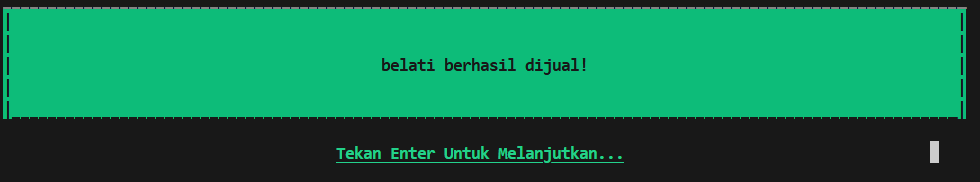 belati berhasil dijual!
Tekan Enter Untuk Melanjutkan...